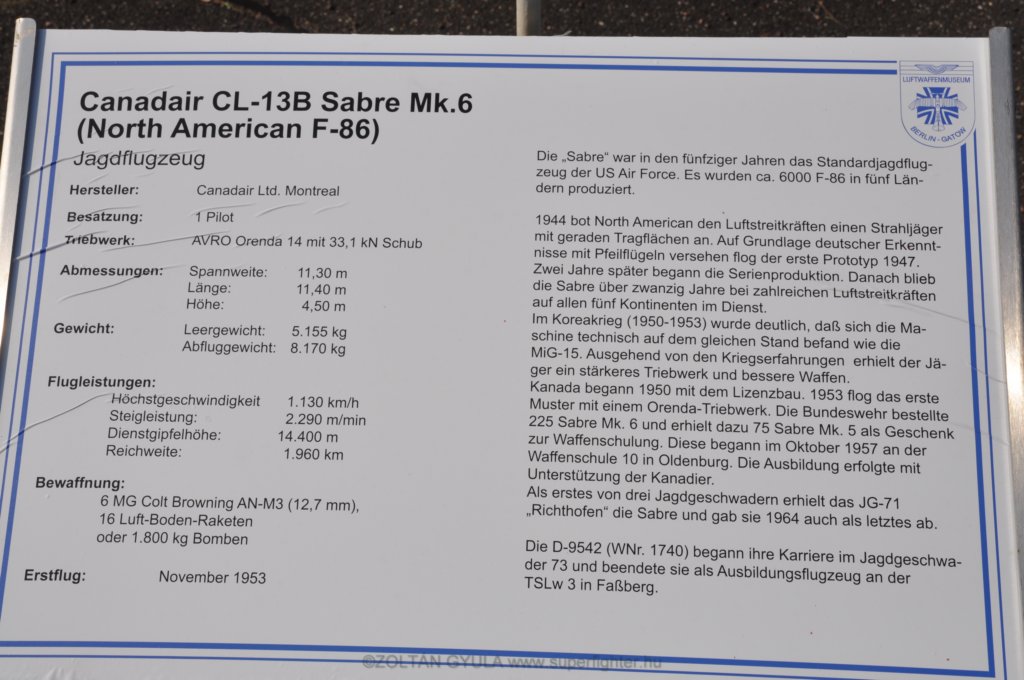 Canadair CL-13B Sabre Mk.6
(North American F-86)
Jagdflugzeug
Hersteller: Canadair Ltd. Montreal
Besatzung: 1 Pilot
Triebwerk: AVRO Orenda 14 mit 33,1 kN Schub
Abmessungen: Spannweite: 11,30 m
Länge: 11,40 m
Höhe: 4,50 m
Gewicht: Leergewicht: 5.155 kg
Abfluggewicht: 8.170 kg
Flugleistungen:
Höchstgeschwindigkeit 1.130 km/h
Steigleistung: 2.290 m/min
Dienstgipfelhöhe: 14.400 m
Reichweite: 1.960 km
Bewaffnung:
6 MG Colt Browning AN-M3 (12,7 mm),
16 Luft-Boden-Raketen
oder 1.800 kg Bomben
Erstflug: November 1953
LUFTWAFFENMUSEUM
BERLIN - GATOW
Die „Sabre“ war in den fünfziger Jahren das Standardjagdflug-
zeug der US Air Force. Es wurden ca. 6000 F-86 in fünf Län-
dern produziert.
1944 bot North American den Luftstreitkräften einen Strahljäger
mit geraden Tragflächen an. Auf Grundlage deutscher Erkennt-
nisse mit Pfeilflügeln versehen flog der erste Prototyp 1947.
Zwei Jahre später begann die Serienproduktion. Danach blieb
die Sabre über zwanzig Jahre bei zahlreichen Luftstreitkräften
auf allen fünf Kontinenten im Dienst.
Im Koreakrieg (1950-1953) wurde deutlich, daß sich die Ma-
schine technisch auf dem gleichen Stand befand wie die
MiG-15. Ausgehend von den Kriegserfahrungen erhielt der Jä-
ger ein stärkeres Triebwerk und bessere Waffen.
Kanada begann 1950 mit dem Lizenzbau. 1953 flog das erste
Muster mit einem Orenda-Triebwerk. Die Bundeswehr bestellte
225 Sabre Mk. 6 und erhielt dazu 75 Sabre Mk. 5 als Geschenk
zur Waffenschulung. Diese begann im Oktober 1957 an der
Waffenschule 10 in Oldenburg. Die Ausbildung erfolgte mit
Unterstützung der Kanadier.
Als erstes von drei Jagdgeschwadern erhielt das JG-71
„Richthofen“ die Sabre und gab sie 1964 auch als letztes ab.
Die D-9542 (WNr. 1740) begann ihre Karriere im Jagdgeschwa-
der 73 und beendete sie als Ausbildungsflugzeug an der
TSLw 3 in Faßberg.
©ZOLTÁN GYULA www.superfighter.hu